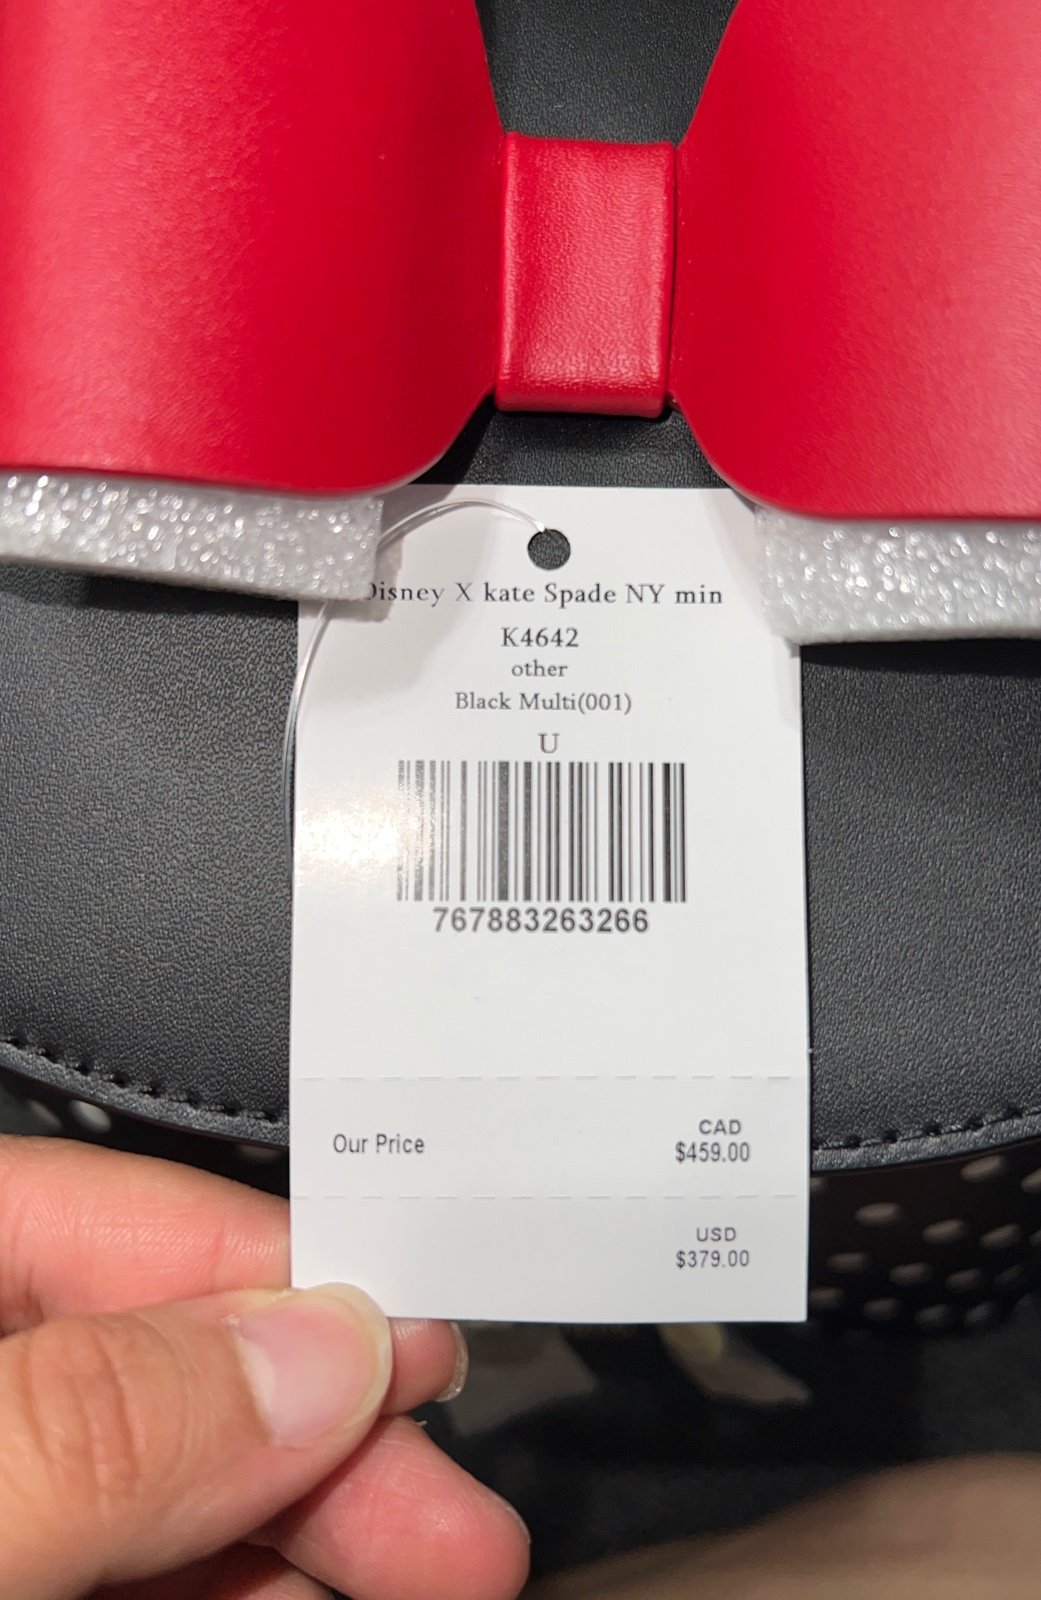 Disney X kate Spade NY min
K4642
other
Black Multi(001)
U
767883263266
Our Price
CAD
$459.00
USD
$379.00